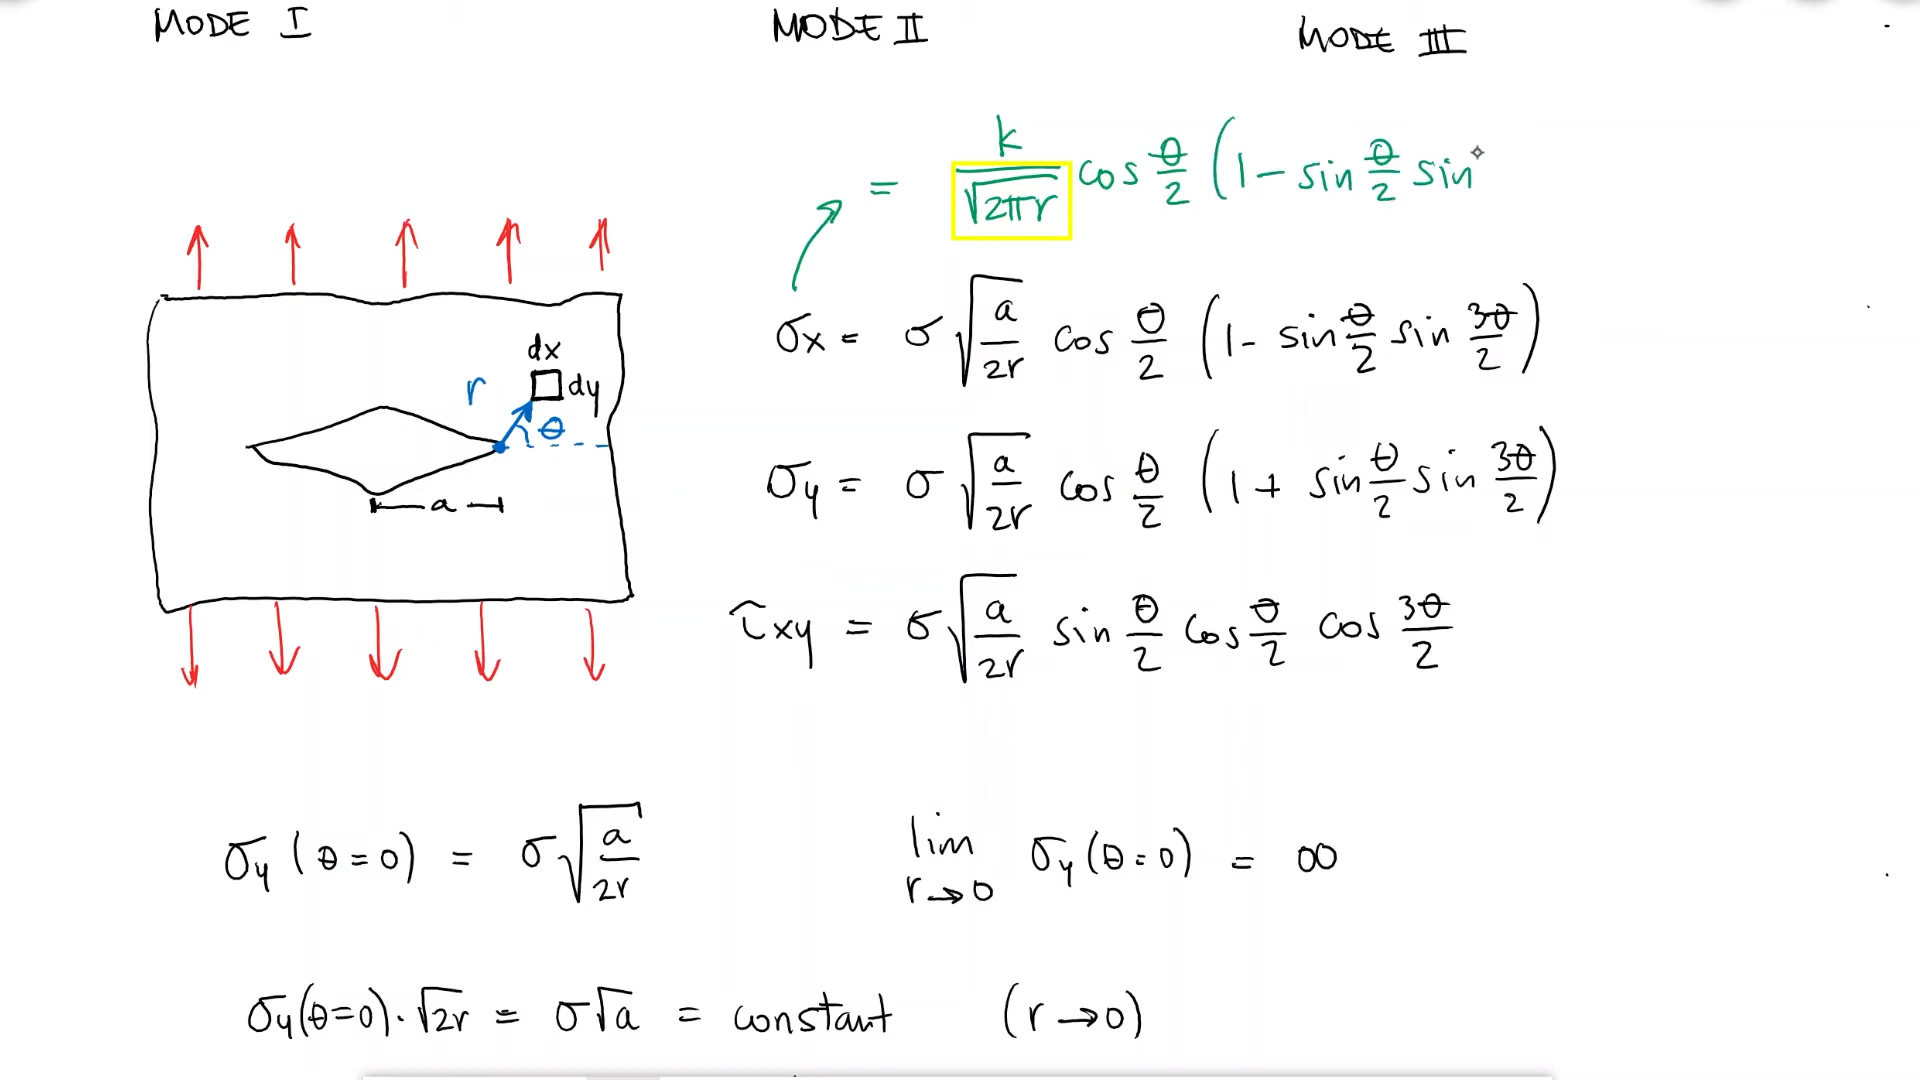 MODE I
MODE II
MODE III
= k/√2πr cos θ/2 (1 - sin θ/2 sin
σx = σ √a/2r cos θ/2 (1 - sin θ/2 sin 3θ/2)
dx
r
dy
θ
a
σy = σ √a/2r cos θ/2 (1 + sin θ/2 sin 3θ/2)
τxy = σ √a/2r sin θ/2 cos θ/2 cos 3θ/2
σy (θ=0) = σ √a/2r
lim r→0 σy (θ=0) = ∞
σy(θ=0)·√2r = σ√a = constant (r→0)